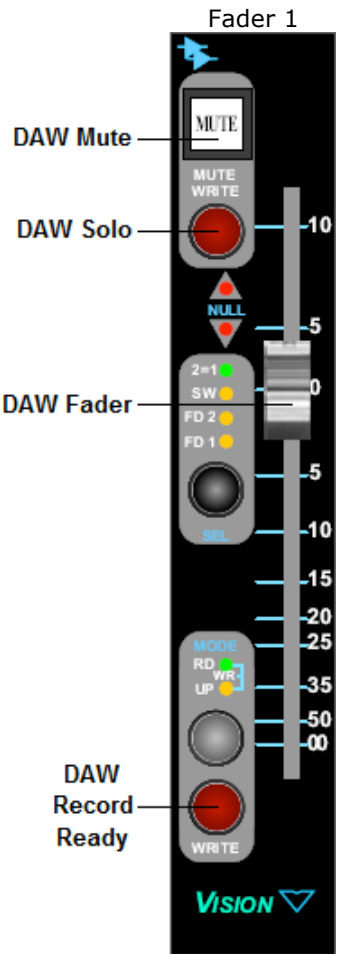 Fader 1
MUTE
DAW Mute
MUTE
WRITE
DAW Solo
10
NULL
5
2=1
SW
0
DAW Fader
FD 2
FD 1
5
SEL
10
15
20
25
MODE
RD
WR
UP
35
50
00
DAW
Record
Ready
WRITE
VISION